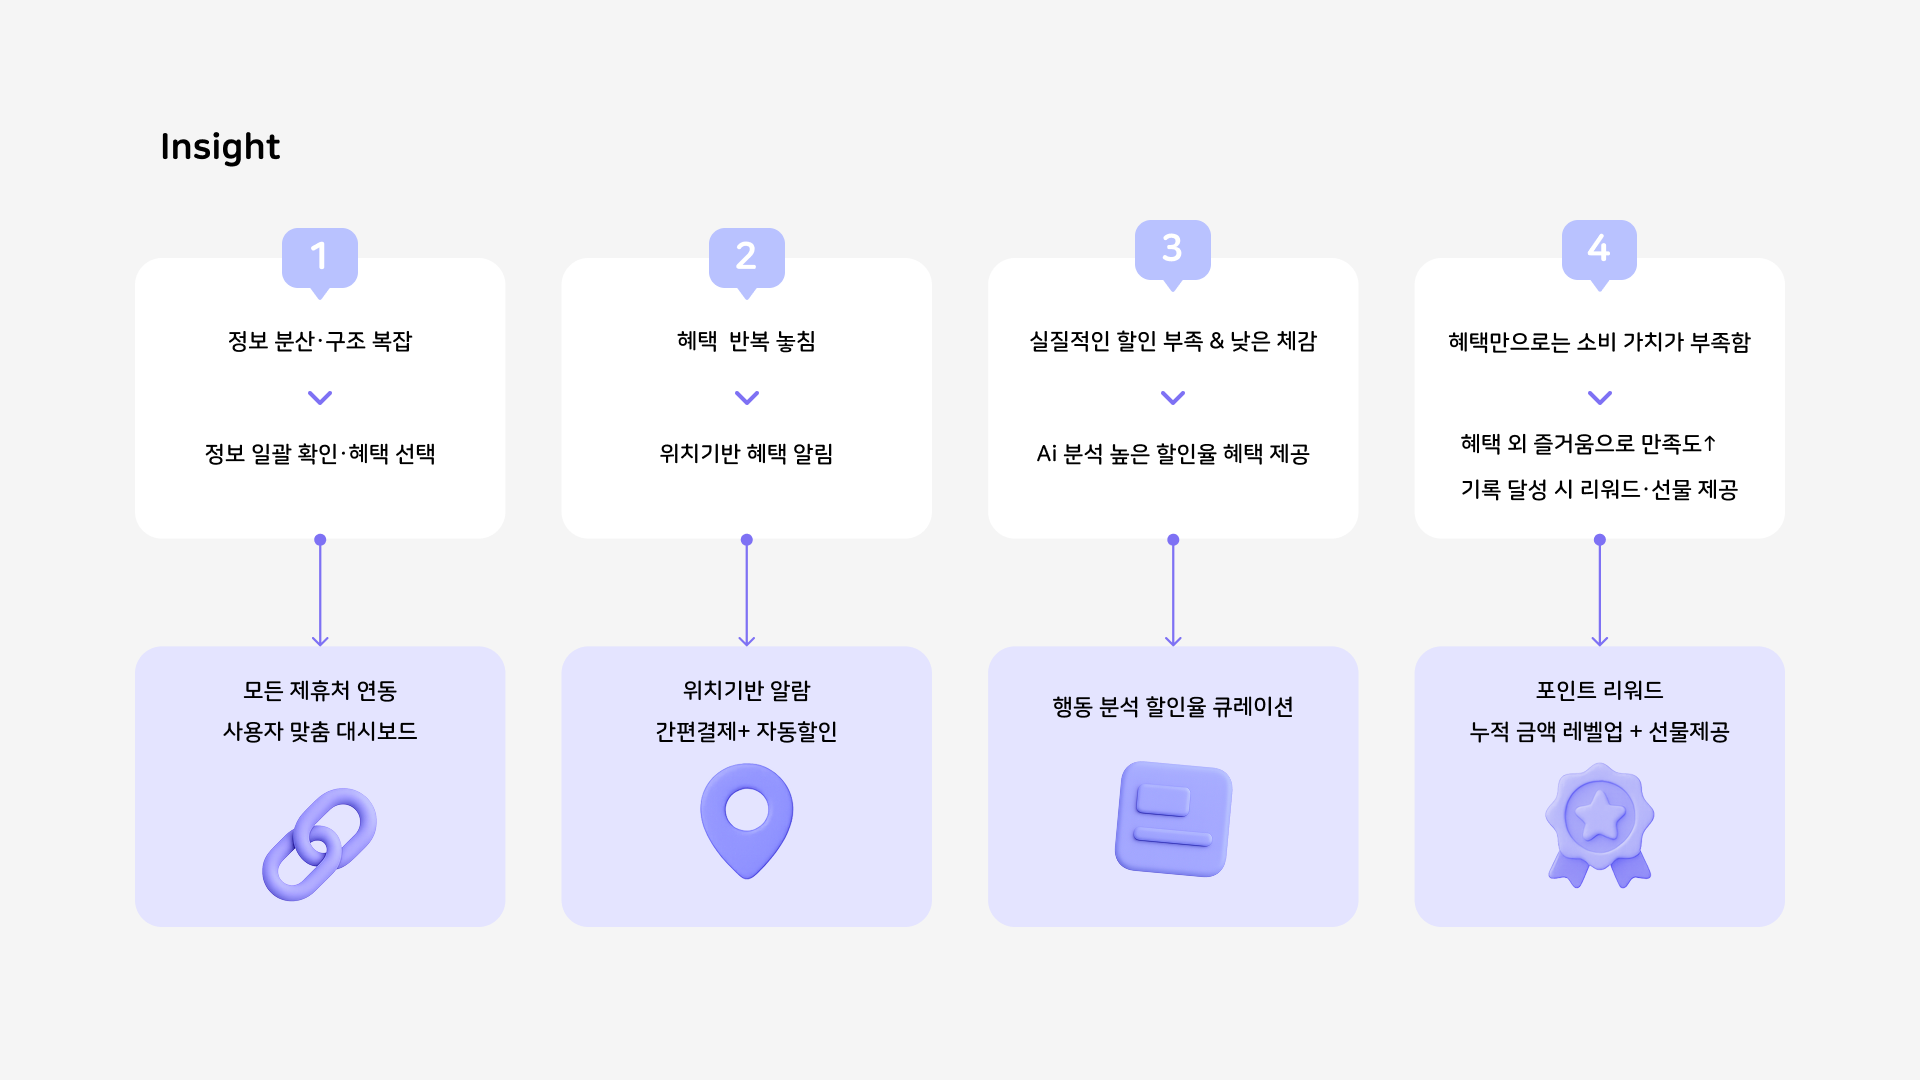 Insight
1
정보 분산·구조 복잡
정보 일괄 확인·혜택 선택
모든 제휴처 연동
사용자 맞춤 대시보드
2
혜택 반복 놓침
위치기반 혜택 알림
위치기반 알람
간편결제+ 자동할인
3
실질적인 할인 부족 & 낮은 체감
Ai 분석 높은 할인율 혜택 제공
행동 분석 할인율 큐레이션
4
혜택만으로는 소비 가치가 부족함
혜택 외 즐거움으로 만족도↑
기록 달성 시 리워드·선물 제공
포인트 리워드
누적 금액 레벨업 + 선물제공